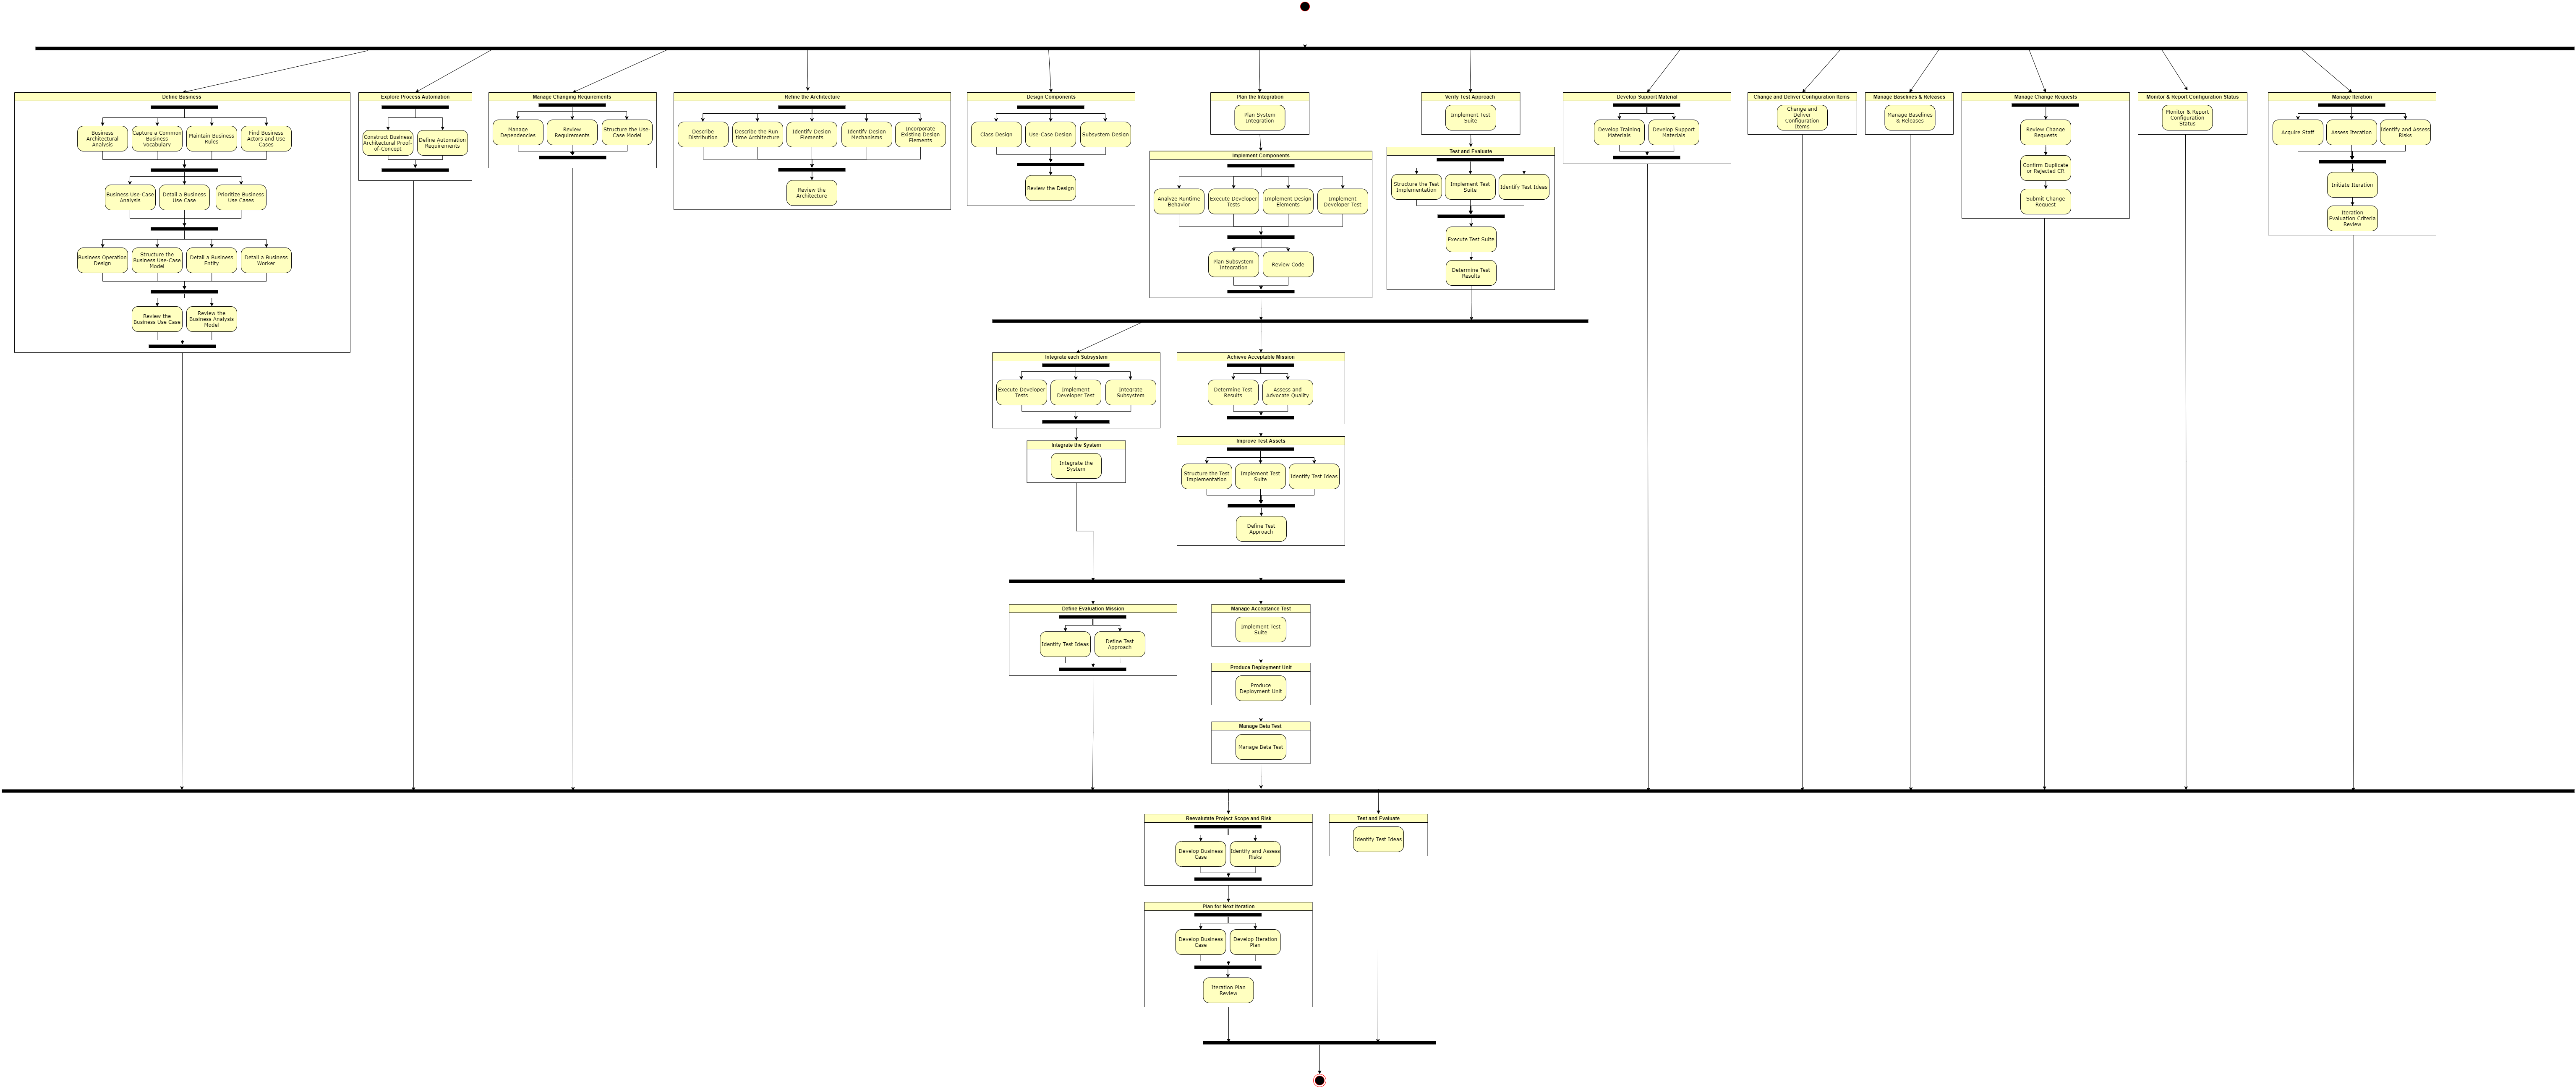 Define Business
Business
Architectural
Analysis
Capture a Common
Business
Vocabulary
Maintain Business
Rules
Find Business
Actors and Use
Cases
Business Use-Case
Analysis
Detail a Business
Use Case
Prioritize Business
Use Cases
Business Operation
Design
Structure the
Business Use-Case
Model
Detail a Business
Entity
Detail a Business
Worker
Review the
Business Use Case
Review the
Business Analysis
Model
Explore Process Automation
Construct Business
Architectural Proof-
of-Concept
Define Automation
Requirements
Manage Changing Requirements
Manage
Dependencies
Review
Requirements
Structure the Use-
Case Model
Refine the Architecture
Describe
Distribution
Describe the Run-
time Architecture
Identify Design
Elements
Identify Design
Mechanisms
Incorporate
Existing Design
Elements
Review the
Architecture
Design Components
Class Design
Use-Case Design
Subsystem Design
Review the Design
Plan the Integration
Plan System
Integration
Implement Components
Analyze Runtime
Behavior
Execute Developer
Tests
Implement Design
Elements
Implement
Developer Test
Plan Subsystem
Integration
Review Code
Verify Test Approach
Implement Test
Suite
Test and Evaluate
Structure the Test
Implementation
Implement Test
Suite
Identify Test Ideas
Execute Test Suite
Determine Test
Results
Develop Support Material
Develop Training
Materials
Develop Support
Materials
Change and Deliver Configuration Items
Change and
Deliver
Configuration
Items
Manage Baselines & Releases
Manage Baselines
& Releases
Manage Change Requests
Review Change
Requests
Confirm Duplicate
or Rejected CR
Submit Change
Request
Monitor & Report Configuration Status
Monitor & Report
Configuration
Status
Manage Iteration
Acquire Staff
Assess Iteration
Identify and Assess
Risks
Initiate Iteration
Iteration
Evaluation Criteria
Review
Integrate each Subsystem
Execute Developer
Tests
Implement
Developer Test
Integrate
Subsystem
Integrate the System
Integrate the
System
Achieve Acceptable Mission
Determine Test
Results
Assess and
Advocate Quality
Improve Test Assets
Structure the Test
Implementation
Implement Test
Suite
Identify Test Ideas
Define Test
Approach
Define Evaluation Mission
Identify Test Ideas
Define Test
Approach
Manage Acceptance Test
Implement Test
Suite
Produce Deployment Unit
Produce
Deployment Unit
Manage Beta Test
Manage Beta Test
Reevalutate Project Scope and Risk
Develop Business
Case
Identify and Assess
Risks
Test and Evaluate
Identify Test Ideas
Plan for Next Iteration
Develop Business
Case
Develop Iteration
Plan
Iteration Plan
Review